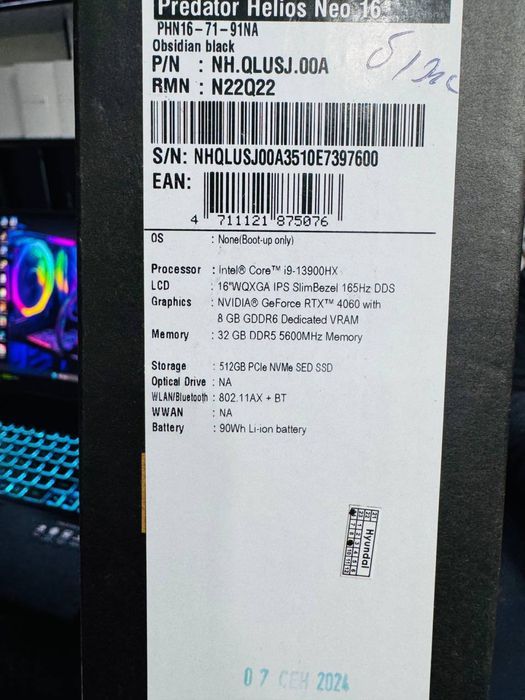 Predator Helios Neo 16
PHN16-71-91NA
Obsidian black
P/N : NH.QLUSJ.00A
RMN : N22Q22
S/N: NHQLUSJ00A3510E7397600
EAN:
4 711121 875076
OS : None(Boot-up only)
Processor : Intel® Core™ i9-13900HX
LCD : 16"WQXGA IPS SlimBezel 165Hz DDS
Graphics : NVIDIA® GeForce RTX™ 4060 with
8 GB GDDR6 Dedicated VRAM
Memory : 32 GB DDR5 5600MHz Memory
Storage : 512GB PCIe NVMe SED SSD
Optical Drive : NA
WLAN/Bluetooth : 802.11AX + BT
WWAN : NA
Battery : 90Wh Li-ion battery
Hyundai
07 СЕН 2024